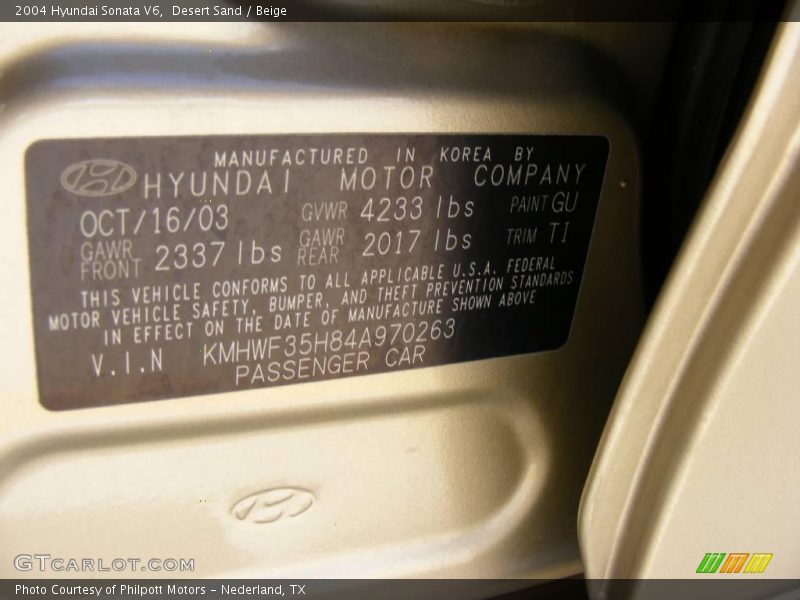 2004 Hyundai Sonata V6,  Desert Sand / Beige
MANUFACTURED IN KOREA BY
HYUNDAI MOTOR COMPANY
OCT/16/03 GVWR 4233 lbs PAINT GU
GAWR FRONT 2337 lbs GAWR REAR 2017 lbs TRIM TI
THIS VEHICLE CONFORMS TO ALL APPLICABLE U.S.A. FEDERAL
MOTOR VEHICLE SAFETY, BUMPER, AND THEFT PREVENTION STANDARDS
IN EFFECT ON THE DATE OF MANUFACTURE SHOWN ABOVE
V.I.N KMHWF35H84A970263
PASSENGER CAR
GTCARLOT.COM
Photo Courtesy of Philpott Motors – Nederland, TX